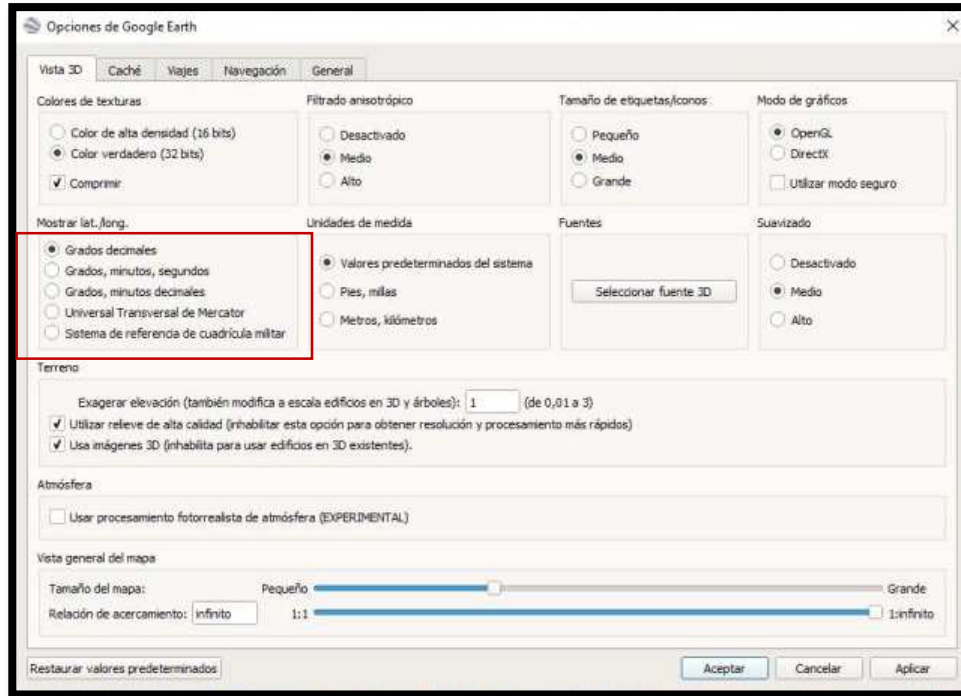 Opciones de Google Earth
Vista 3D Caché Viajes Navegación General
Colores de texturas
Color de alta densidad (16 bits)
Color verdadero (32 bits)
Comprimir
Filtrado anisotrópico
Desactivado
Medio
Alto
Tamaño de etiquetas/iconos
Pequeño
Medio
Grande
Modo de gráficos
OpenGL
DirectX
Utilizar modo seguro
Mostrar lat./long.
Grados decimales
Grados, minutos, segundos
Grados, minutos decimales
Universal Transversal de Mercator
Sistema de referencia de cuadrícula militar
Unidades de medida
Valores predeterminados del sistema
Pies, millas
Metros, kilómetros
Fuentes
Seleccionar fuente 3D
Suavizado
Desactivado
Medio
Alto
Terreno
Exagerar elevación (también modifica a escala edificios en 3D y árboles): 1 (de 0,01 a 3)
Utilizar relieve de alta calidad (inhabilitar esta opción para obtener resolución y procesamiento más rápidos)
Usa imágenes 3D (inhabilita para usar edificios en 3D existentes).
Atmósfera
Usar procesamiento fotorrealista de atmósfera (EXPERIMENTAL)
Vista general del mapa
Tamaño del mapa: Pequeño Grande
Relación de acercamiento: infinito 1:1 1:infinito
Restaurar valores predeterminados Aceptar Cancelar Aplicar